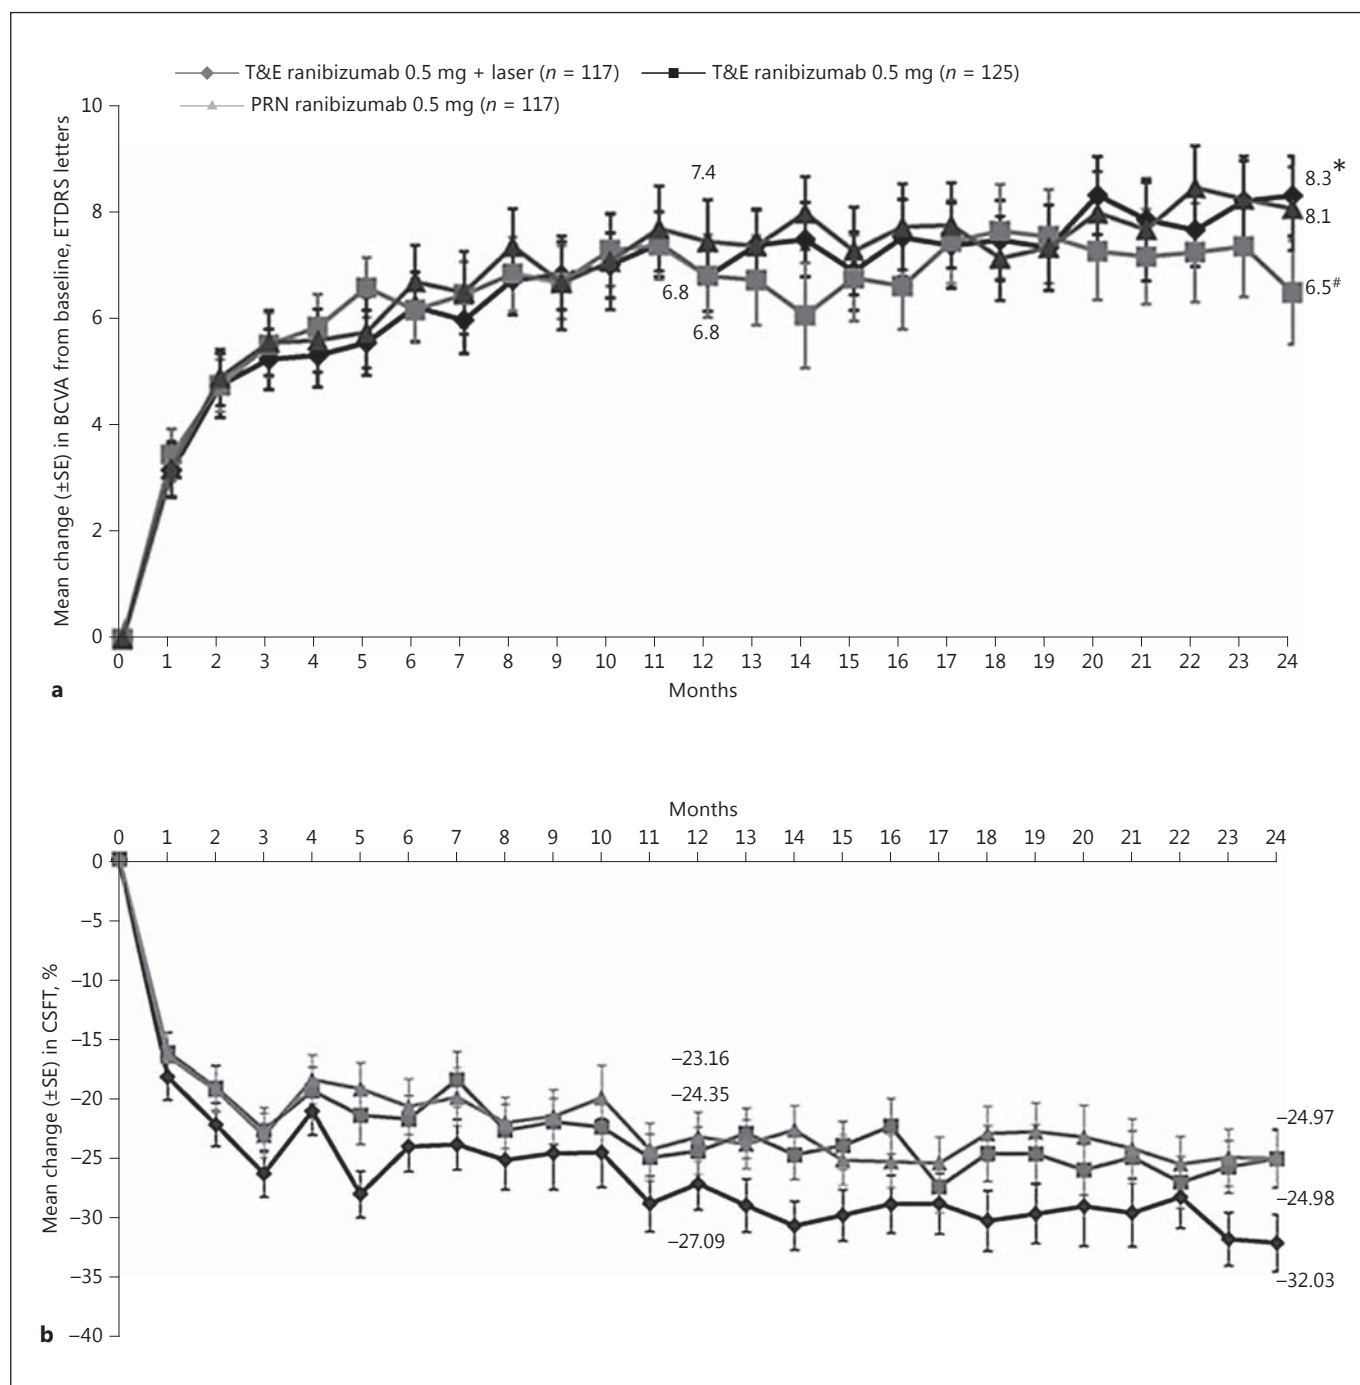 T&E ranibizumab 0.5 mg + laser (n = 117) T&E ranibizumab 0.5 mg (n = 125)
PRN ranibizumab 0.5 mg (n = 117)
Mean change (±SE) in BCVA from baseline, ETDRS letters
10
8
6
4
2
0
7.4
6.8
6.8
8.3*
8.1
6.5#
0 1 2 3 4 5 6 7 8 9 10 11 12 13 14 15 16 17 18 19 20 21 22 23 24
a
Months
Months
0 1 2 3 4 5 6 7 8 9 10 11 12 13 14 15 16 17 18 19 20 21 22 23 24
Mean change (±SE) in CSFT, %
0
–5
–10
–15
–20
–25
–30
–35
–40
–23.16
–24.35
–27.09
–24.97
–24.98
–32.03
b